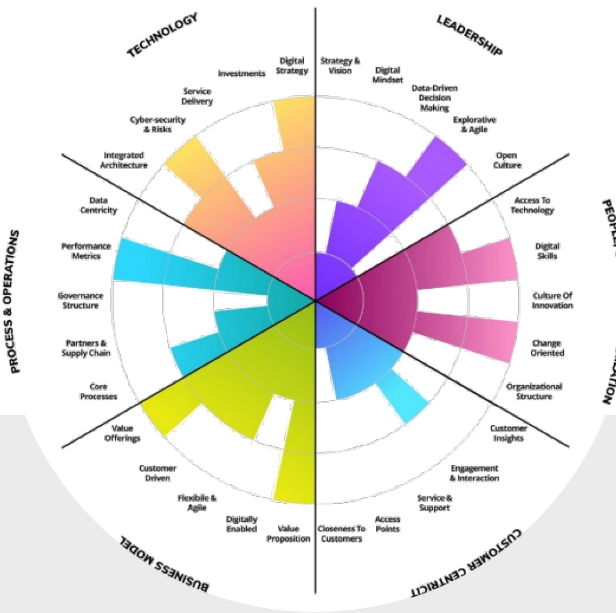 TECHNOLOGY
LEADERSHIP
Digital
Strategy
Strategy &
Vision
Investments
Digital
Mindset
Service
Delivery
Data-Driven
Decision
Making
Cyber-security
& Risks
Explorative
& Agile
Integrated
Architecture
Open
Culture
Data
Centricity
Access To
Technology
Performance
Metrics
Digital
Skills
Governance
Structure
Culture Of
Innovation
Partners &
Supply Chain
Change
Oriented
Core
Processes
Organizational
Structure
PROCESS & OPERATIONS
Value
Offerings
Customer
Insights
Customer
Driven
Engagement
& Interaction
Flexibile &
Agile
Service &
Support
Digitally
Enabled
Value
Proposition
Closeness To
Customers
Access
Points
BUSINESS MODEL
CUSTOMER CENTRICIT